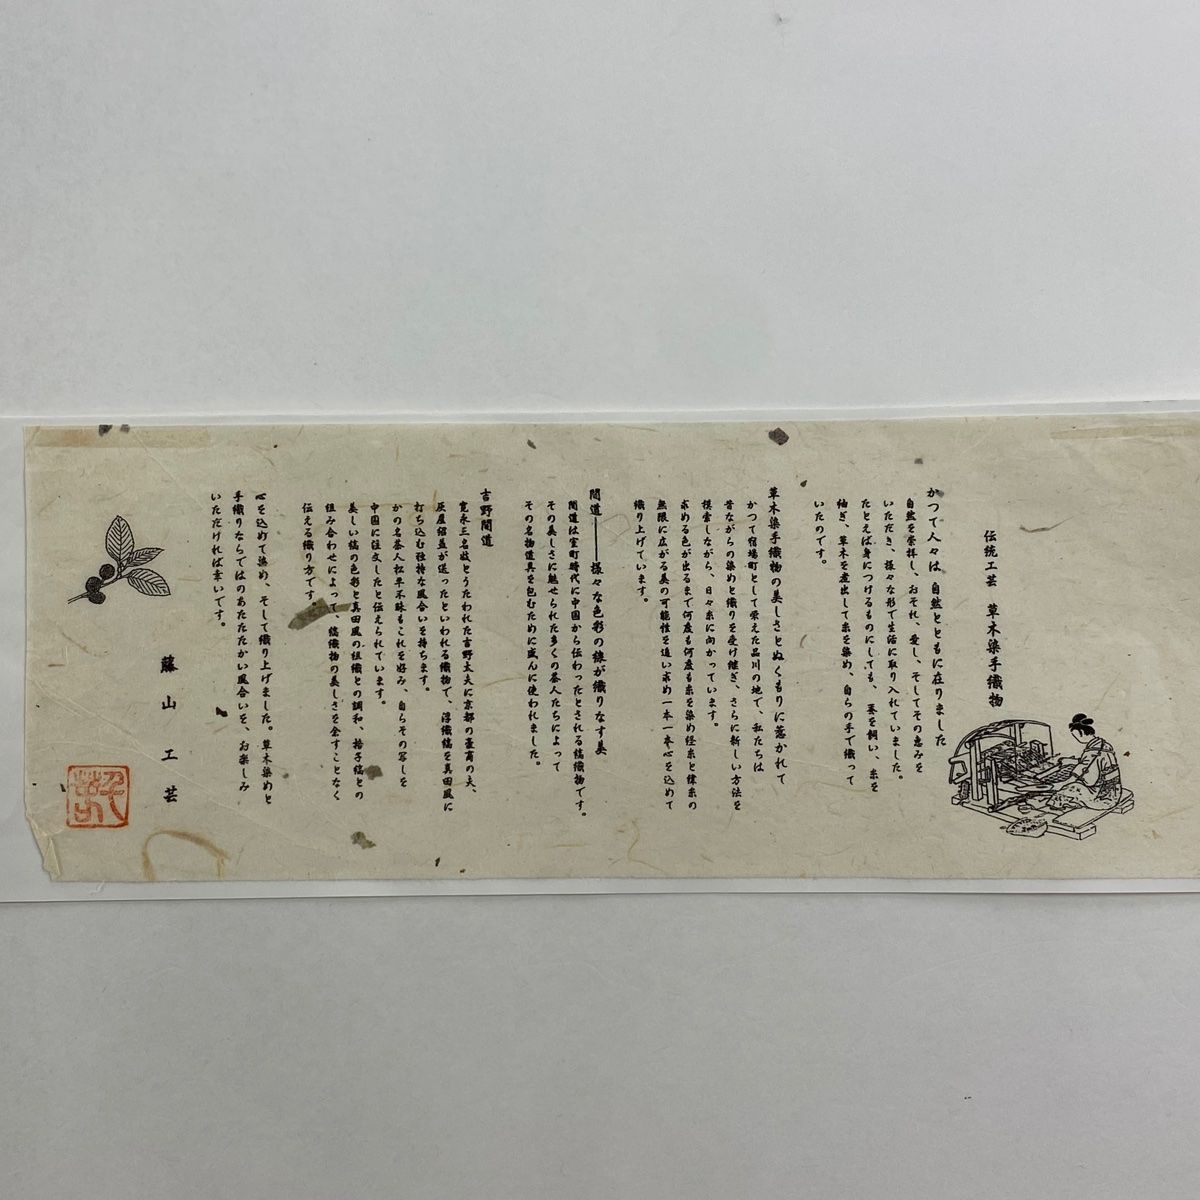 伝統工芸 草木染手織物
かつて人々は、自然とともに在りました
自然を崇拝し、おそれ、愛し、そしてその恵みを
いただき、様々な形で生活に取り入れていました。
たとえば身につけるものにしても、蚕を飼い、糸を
紬ぎ、草木を煮出して糸を染め、自らの手で織って
いたのです。
草木染手織物の美しさとぬくもりに惹かれて
かつて宿場町として栄えた品川の地で、私たちは
昔ながらの染めと織りを受け継ぎ、さらに新しい方法を
模索しながら、日々糸に向かっています。
求める色が出るまで何度も何度も糸を染め経糸と緯糸の
無限に広がる美の可能性を追い求め一本一本心を込めて
織り上げています。
間道――様々な色彩の線が織りなす美
間道は室町時代に中国から伝わったとされる縞織物です。
その美しさに魅せられた多くの茶人たちによって
その名物道具を包むために盛んに使われました。
吉野間道
寛永三名妓とうたわれた吉野太夫に京都の豪商の夫、
灰屋紹益が送ったといわれる織物で、浮織縞を真田風に
打ち込む独特な風合いを持ちます。
かの名茶人松平不昧もこれを好み、自らその写しを
中国に注文したと伝えられています。
美しい縞の色彩と真田風の組織との調和、格子縞との
組み合わせによって、縞織物の美しさを余すことなく
伝える織り方です。
心を込めて染め、そして織り上げました。草木染めと
手織りならではのあたたかい風合いを、お楽しみ
いただければ幸いです。
藤山工芸